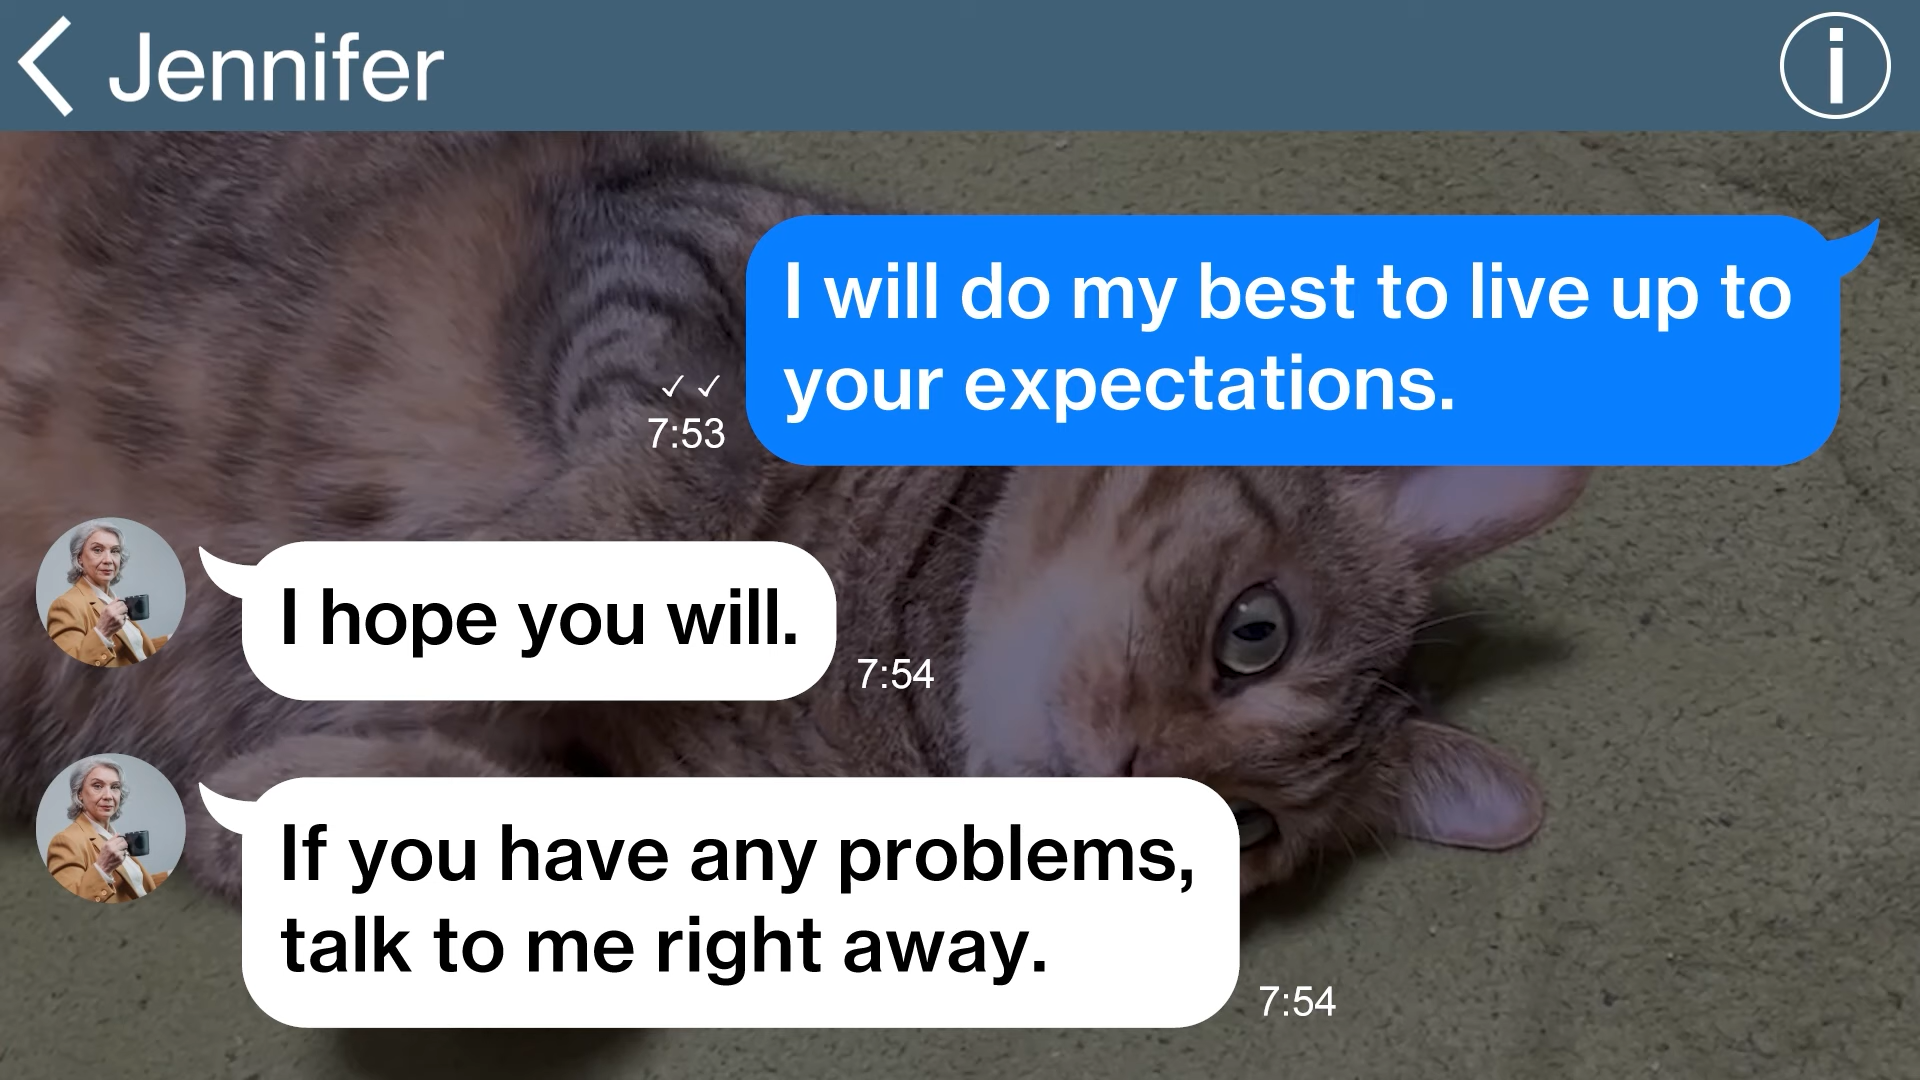 Jennifer
I will do my best to live up to
your expectations.
7:53
I hope you will.
7:54
If you have any problems,
talk to me right away.
7:54